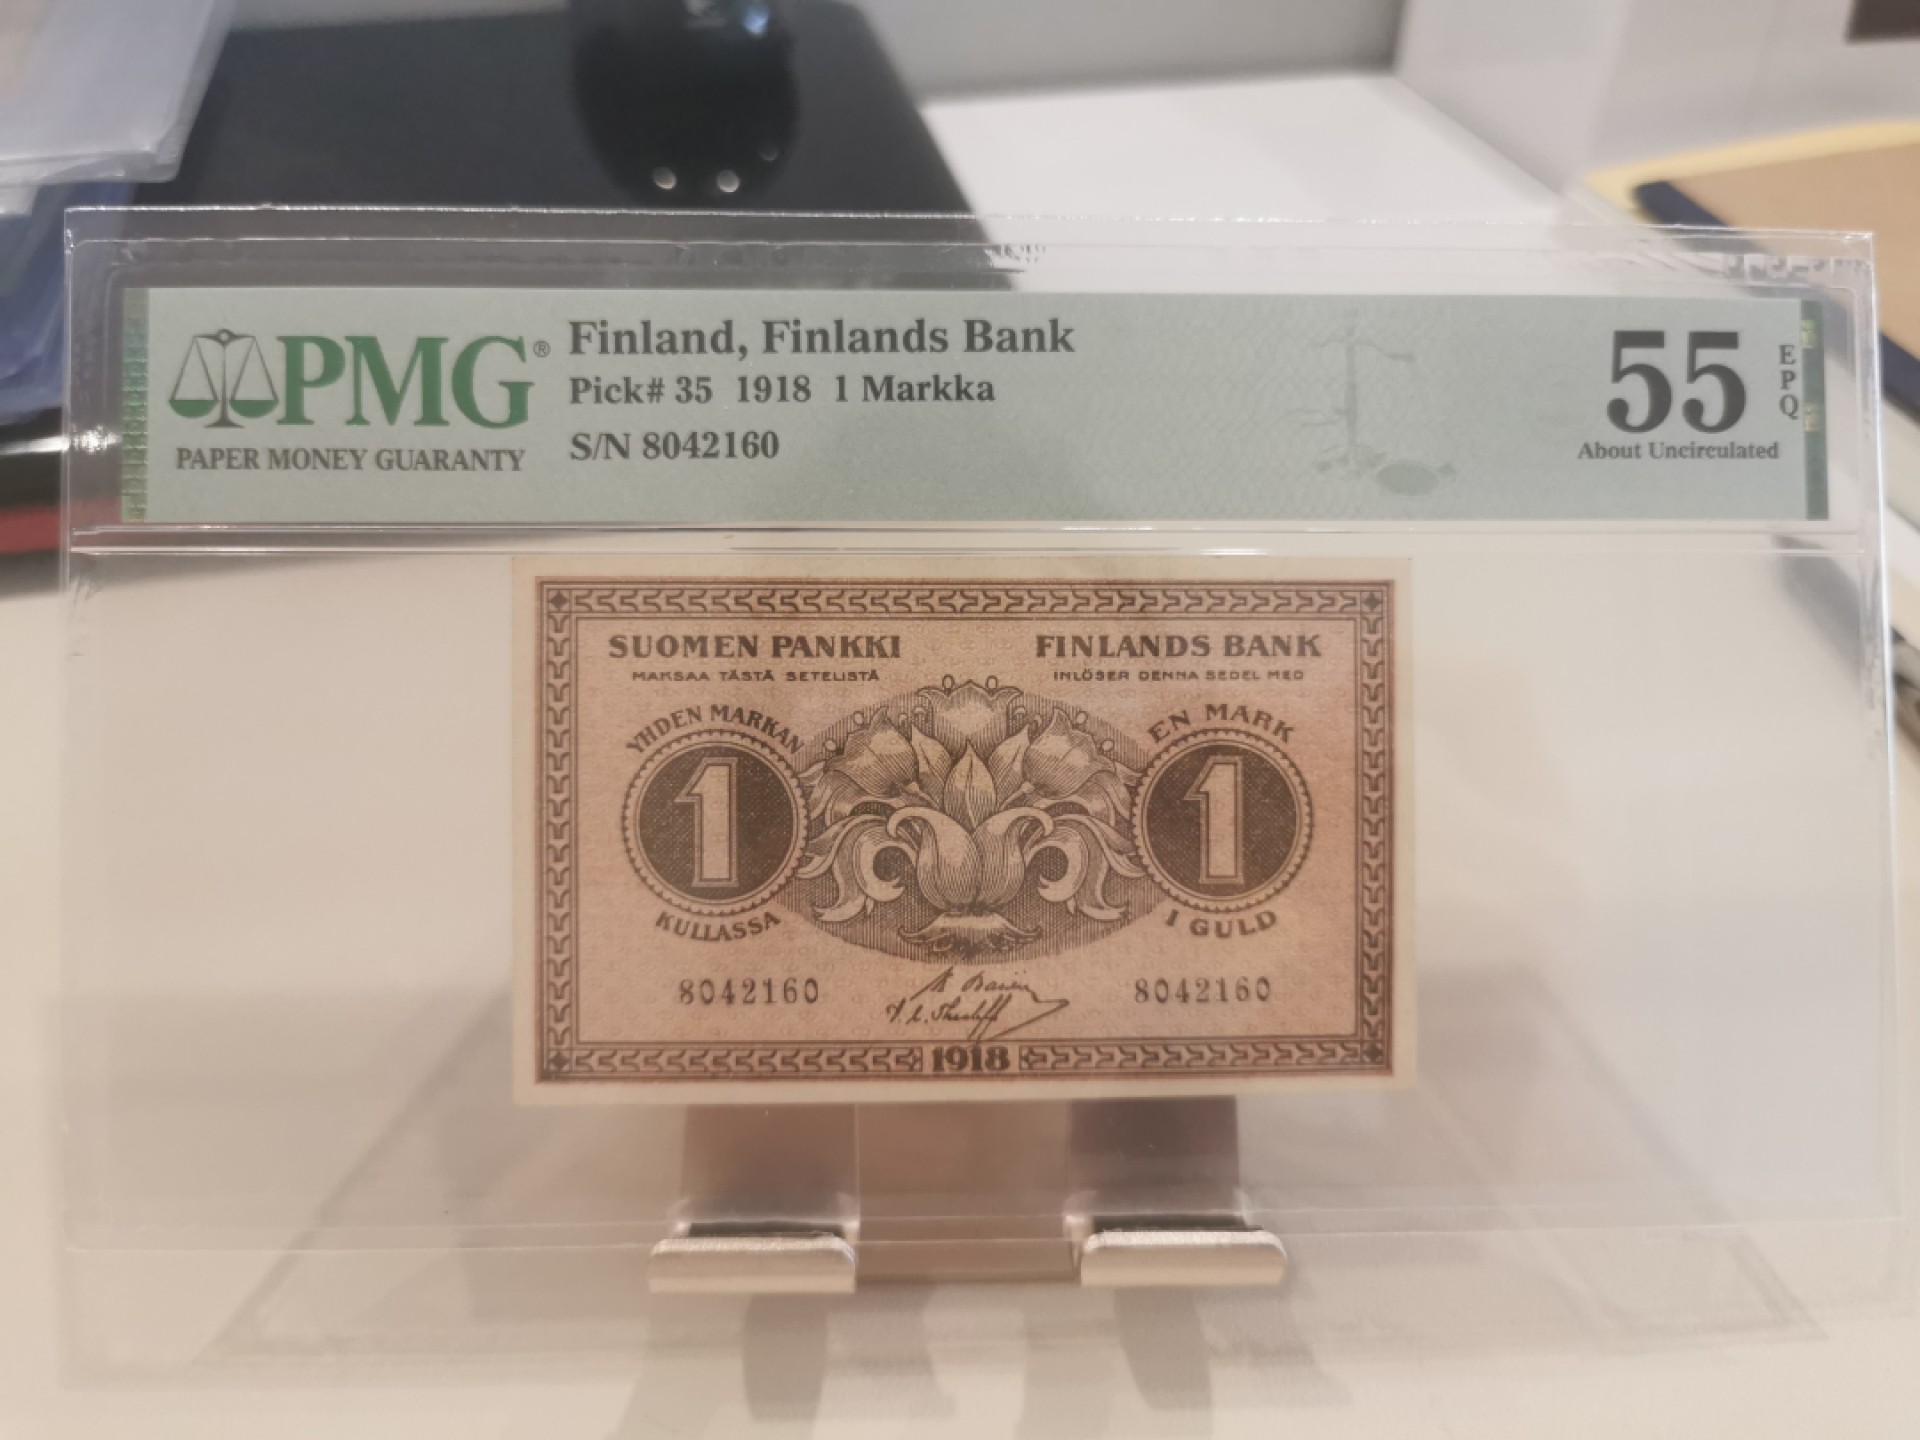 PMG®
PAPER MONEY GUARANTY
Finland, Finlands Bank
Pick# 35 1918 1 Markka
S/N 8042160
55
EPQ
About Uncirculated
SUOMEN PANKKI
MAKSAA TÄSTÄ SETELISTÄ
YHDEN MARKAN
1
KULLASSA
FINLANDS BANK
INLÖSER DENNA SEDEL MED
EN MARK
1
I GULD
8042160
8042160
1918